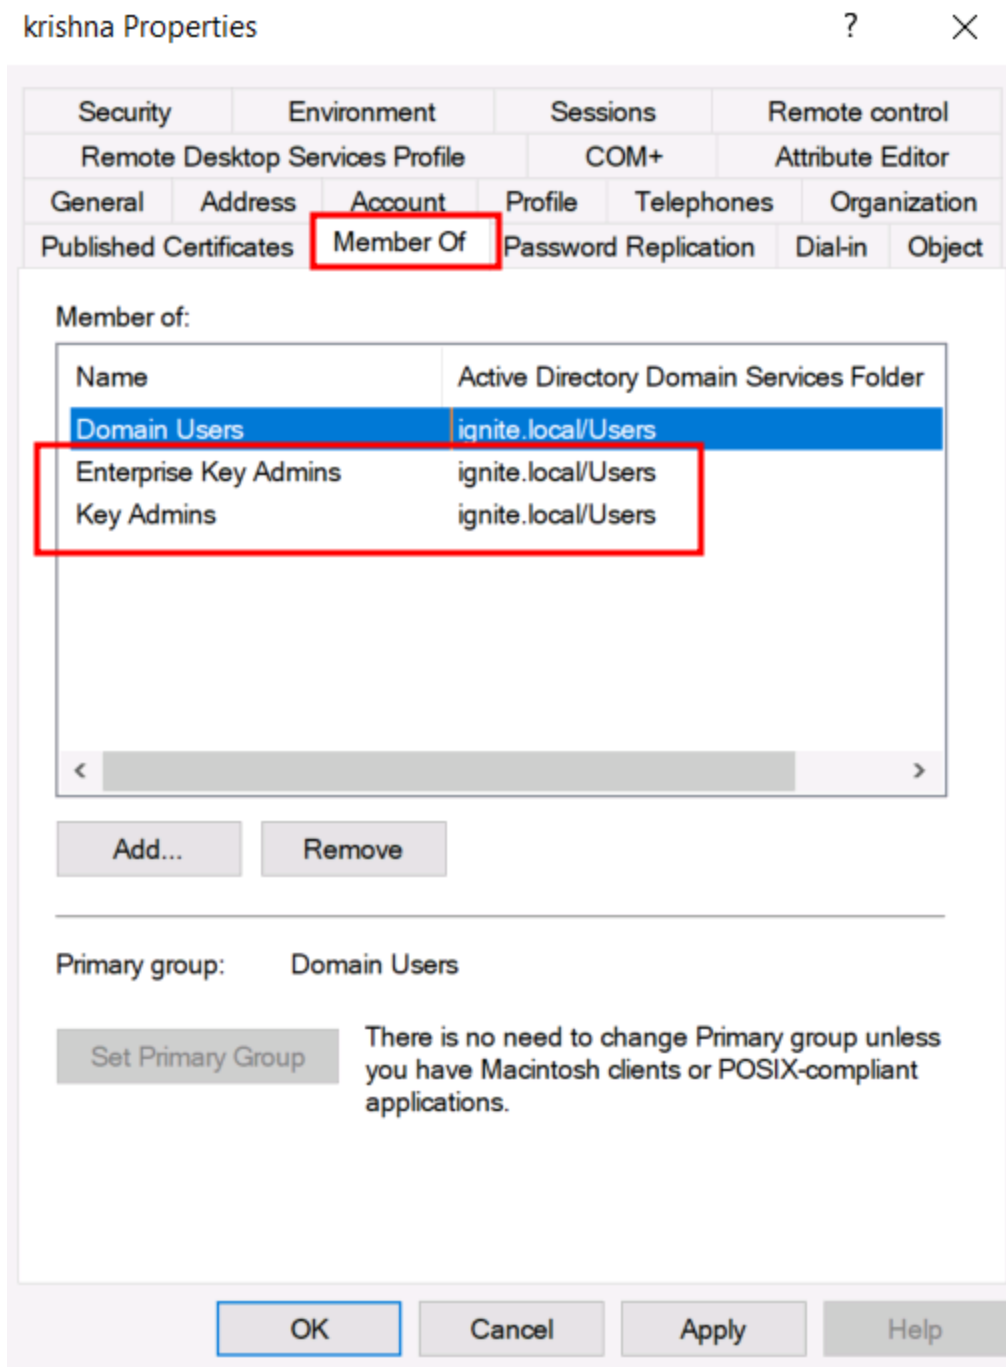 krishna Properties ?
Security Environment Sessions Remote control
Remote Desktop Services Profile COM+ Attribute Editor
General Address Account Profile Telephones Organization
Published Certificates Member Of Password Replication Dial-in Object
Member of:
Name Active Directory Domain Services Folder
Domain Users ignite.local/Users
Enterprise Key Admins ignite.local/Users
Key Admins ignite.local/Users
Add... Remove
Primary group: Domain Users
Set Primary Group
There is no need to change Primary group unless
you have Macintosh clients or POSIX-compliant
applications.
OK Cancel Apply Help